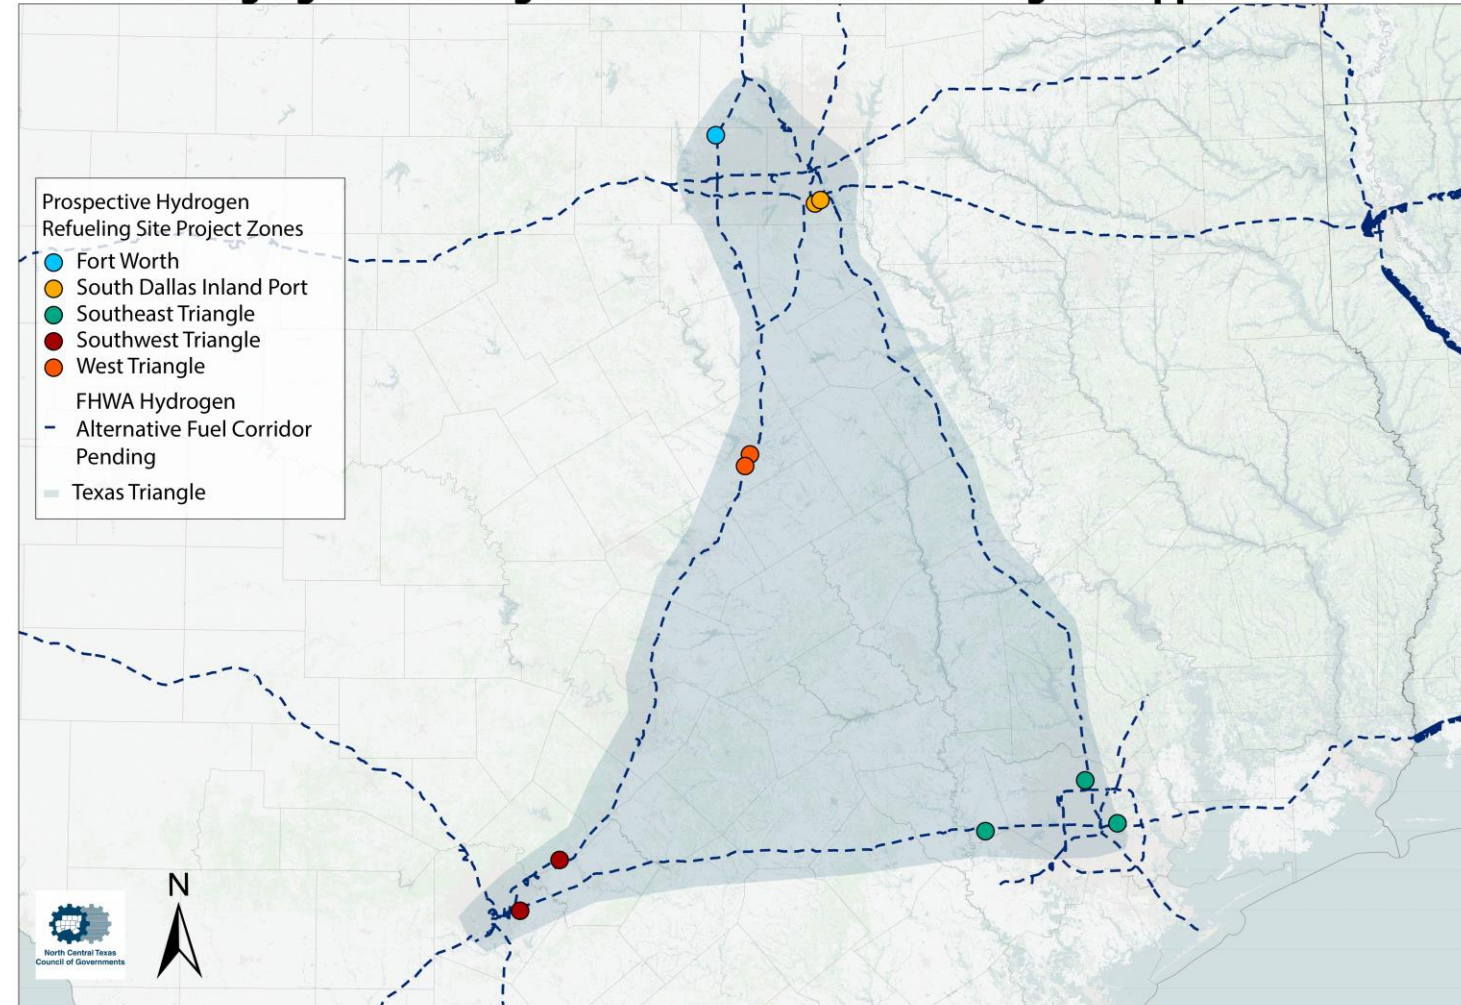 Prospective Hydrogen
Refueling Site Project Zones
Fort Worth
South Dallas Inland Port
Southeast Triangle
Southwest Triangle
West Triangle
FHWA Hydrogen
Alternative Fuel Corridor
Pending
Texas Triangle
N
North Central Texas
Council of Governments